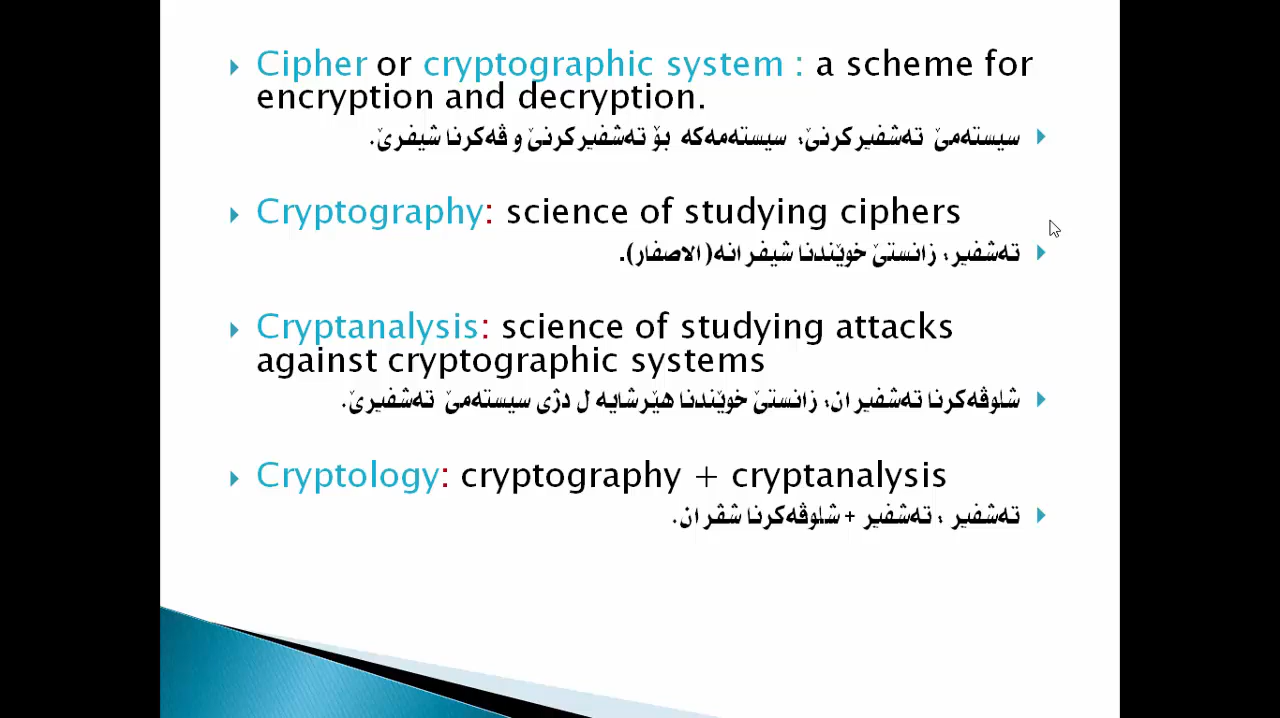 Cipher or cryptographic system : a scheme for
encryption and decryption.
سیستەمێ تەشفیرکرنێ، سیستەمەکە بۆ تەشفیرکرنێ و ڤەکرنا شیفرێ.
Cryptography: science of studying ciphers
تەشفیر، زانستێ خوێندنا شیفرانە(الاصفار).
Cryptanalysis: science of studying attacks
against cryptographic systems
شلوڤەکرنا تەشفیران، زانستێ خوێندنا هێرشایە ل دژی سیستەمێ تەشفیرێ.
Cryptology: cryptography + cryptanalysis
تەشفیر ، تەشفیر + شلوڤەکرنا شڤران.